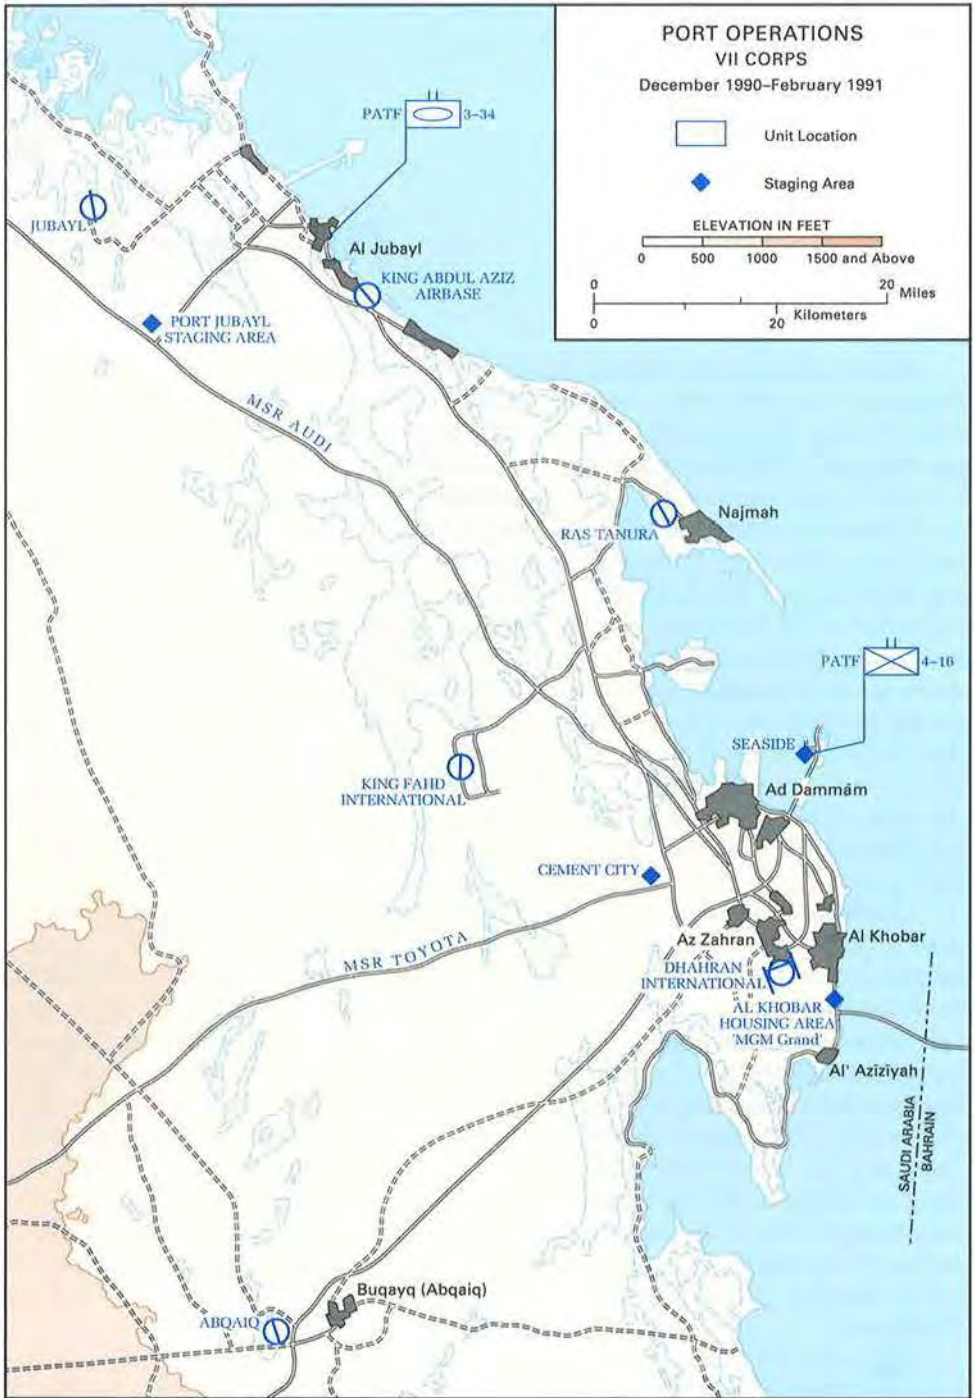 PORT OPERATIONS
VII CORPS
December 1990–February 1991
Unit Location
Staging Area
ELEVATION IN FEET
0 500 1000 1500 and Above
0 20 Miles
0 20 Kilometers
PATF 3–34
JUBAYL
Al Jubayl
KING ABDUL AZIZ
AIRBASE
PORT JUBAYL
STAGING AREA
MSR AUDI
RAS TANURA
Najmah
PATF 4–16
SEASIDE
KING FAHD
INTERNATIONAL
Ad Dammām
CEMENT CITY
MSR TOYOTA
Az Zahran
Al Khobar
DHAHRAN
INTERNATIONAL
AL KHOBAR
HOUSING AREA
'MGM Grand'
Al' Azīzīyah
SAUDI ARABIA
BAHRAIN
Buqayq (Abqaiq)
ABQAIQ